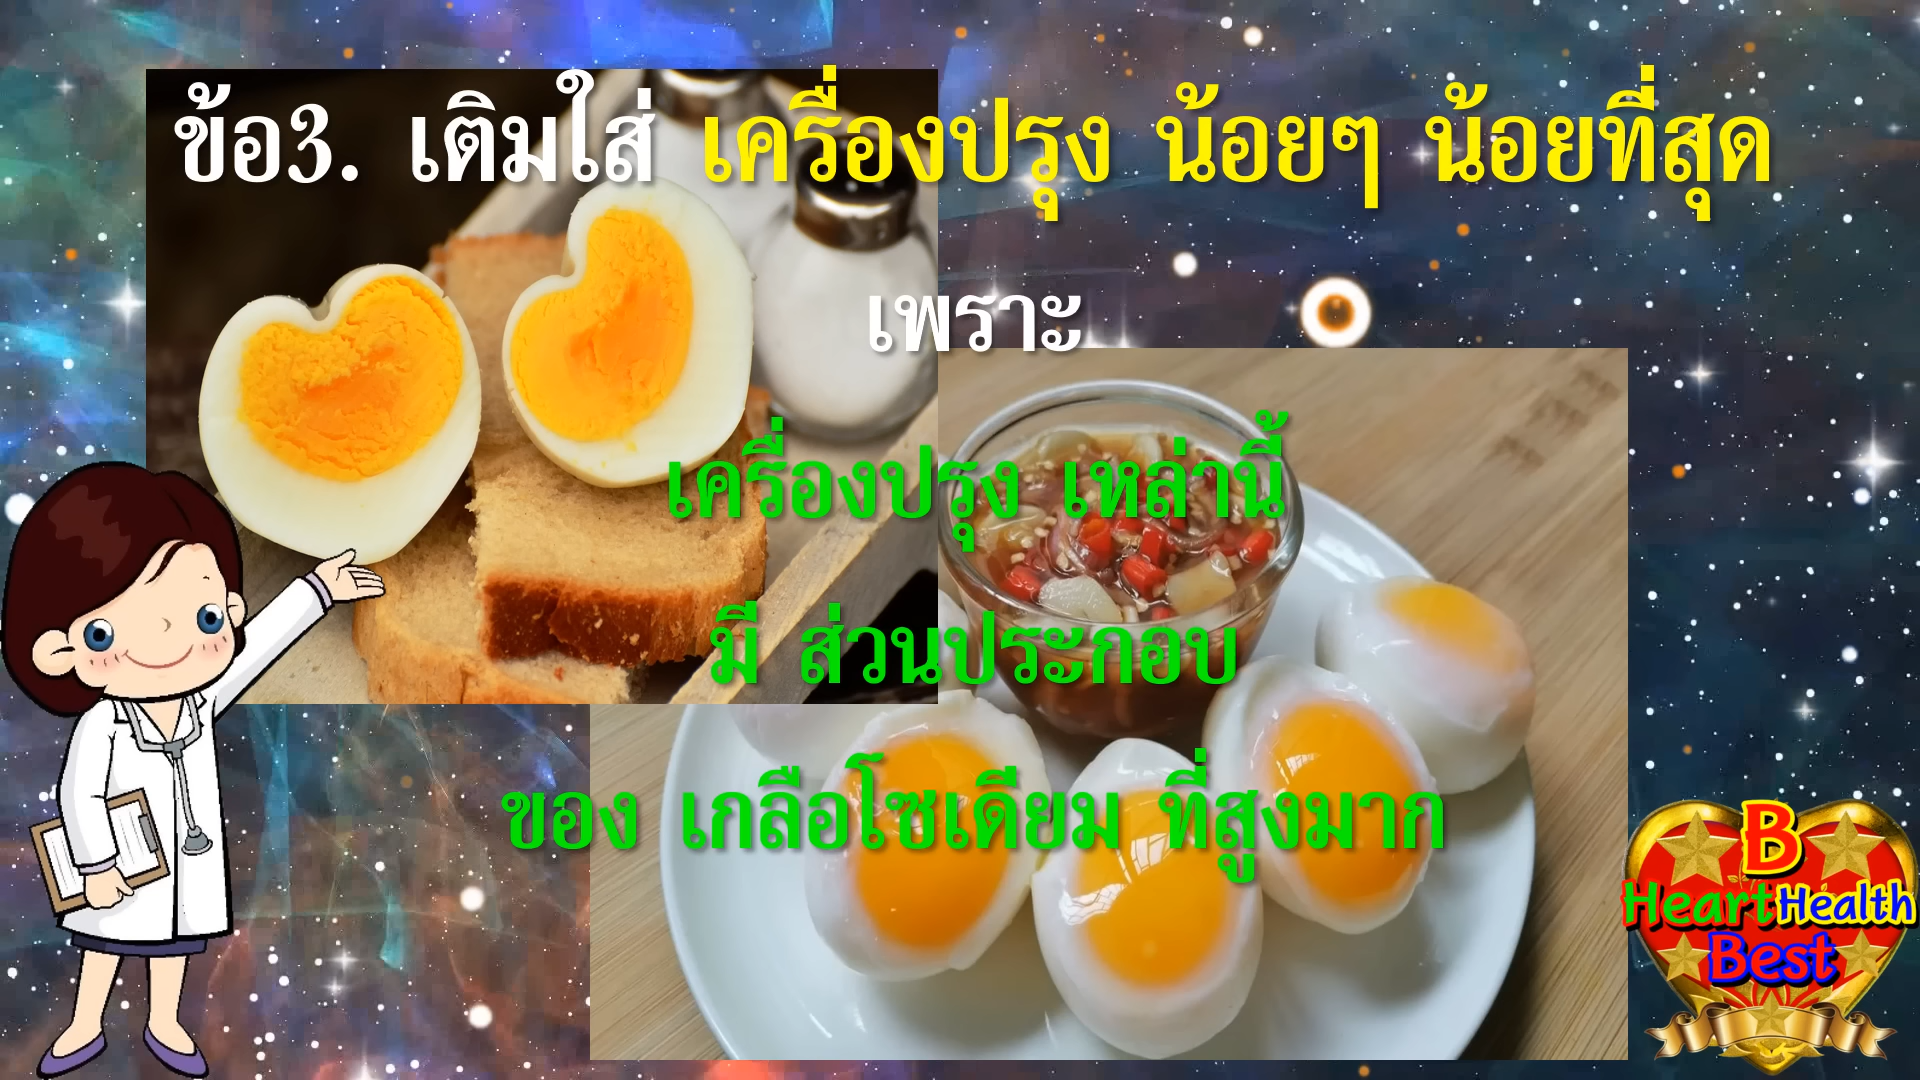 ข้อ3. เติมใส่ เครื่องปรุง น้อยๆ น้อยที่สุด
เพราะ
เครื่องปรุง เหล่านี้
มี ส่วนประกอบ
ของ เกลือโซเดียม ที่สูงมาก
B
Heart Health
Best